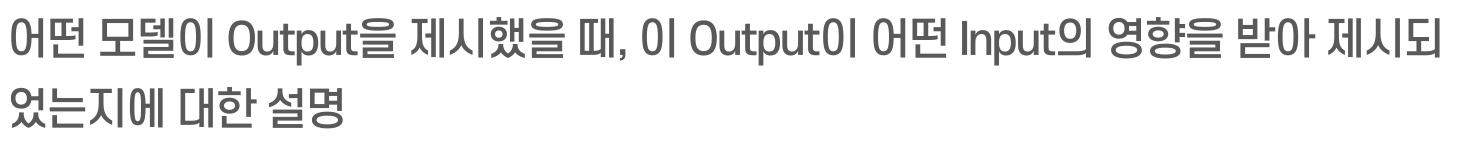 어떤 모델이 Output을 제시했을 때, 이 Output이 어떤 Input의 영향을 받아 제시되
었는지에 대한 설명